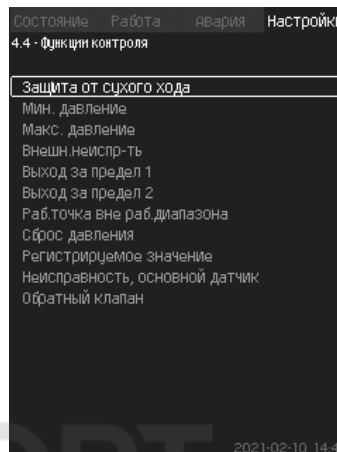 Состояние Работа Авария Настройки
4.4 - Функции контроля
Защита от сухого хода
Мин. давление
Макс. давление
Внешн.неиспр-ть
Выход за предел 1
Выход за предел 2
Раб.точка вне раб.диапазона
Сброс давления
Регистрируемое значение
Неисправность, основной датчик
Обратный клапан
2021-02-10 14:4